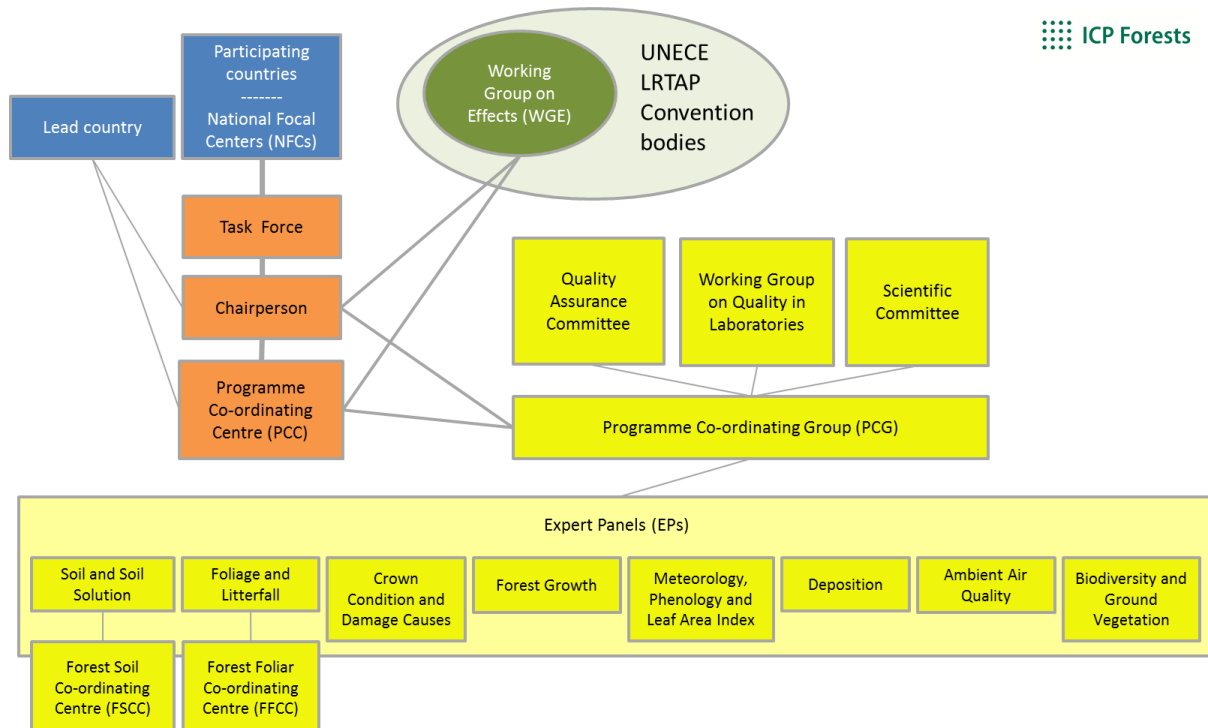 ICP Forests
Participating
countries
-------
National Focal
Centers (NFCs)
Lead country
Working
Group on
Effects (WGE)
UNECE
LRTAP
Convention
bodies
Task  Force
Chairperson
Programme
Co-ordinating
Centre (PCC)
Quality
Assurance
Committee
Working Group
on Quality in
Laboratories
Scientific
Committee
Programme Co-ordinating Group (PCG)
Expert Panels (EPs)
Soil and Soil
Solution
Foliage and
Litterfall
Crown
Condition and
Damage Causes
Forest Growth
Meteorology,
Phenology and
Leaf Area Index
Deposition
Ambient Air
Quality
Biodiversity and
Ground
Vegetation
Forest Soil
Co-ordinating
Centre (FSCC)
Forest Foliar
Co-ordinating
Centre (FFCC)